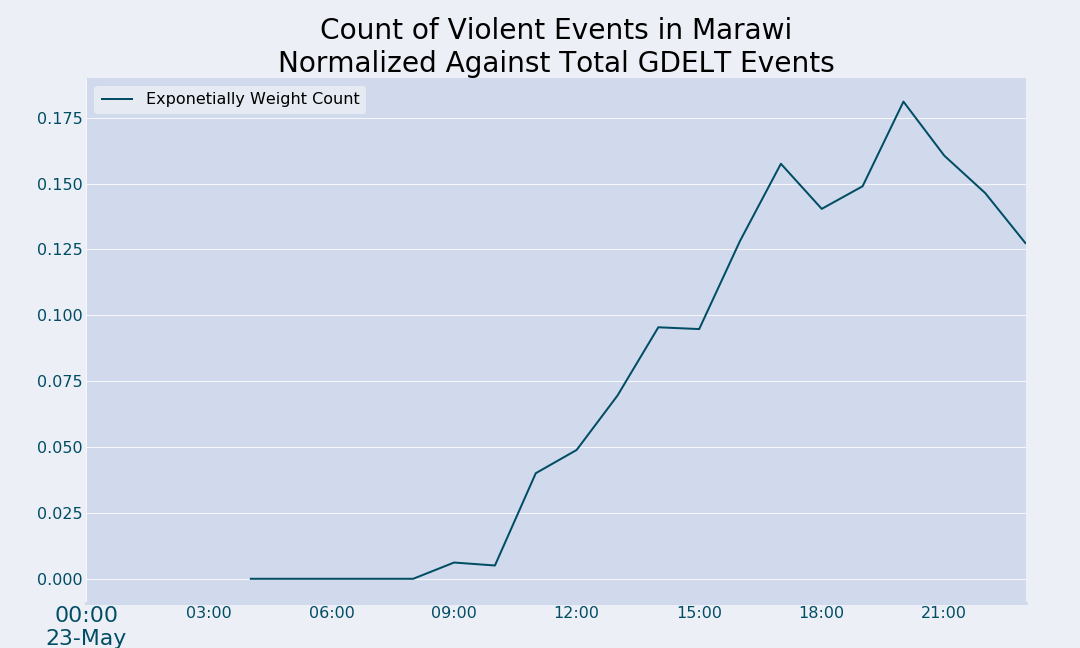 Count of Violent Events in Marawi
Normalized Against Total GDELT Events
Exponetially Weight Count
0.175
0.150
0.125
0.100
0.075
0.050
0.025
0.000
00:00 03:00 06:00 09:00 12:00 15:00 18:00 21:00
23-May